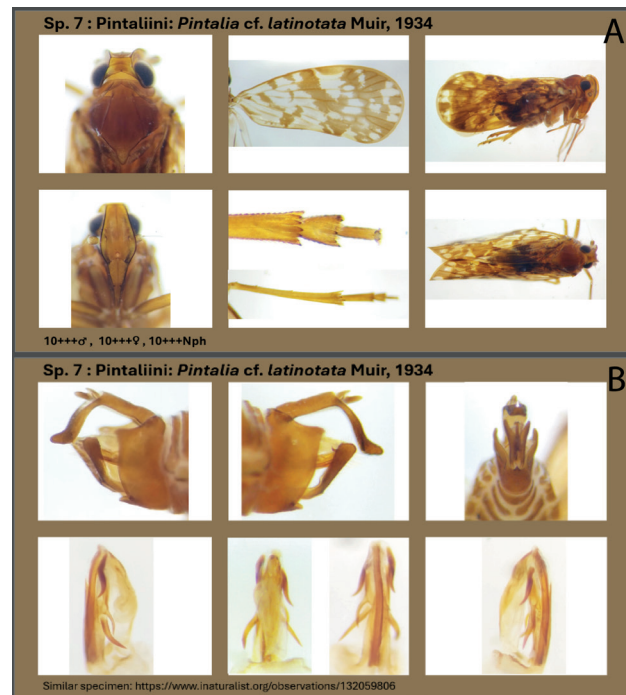 Sp. 7 : Pintaliini: Pintalia cf. latinotata Muir, 1934
A
10+++♂ , 10+++♀ , 10+++Nph
Sp. 7 : Pintaliini: Pintalia cf. latinotata Muir, 1934
B
Similar specimen: https://www.inaturalist.org/observations/132059806